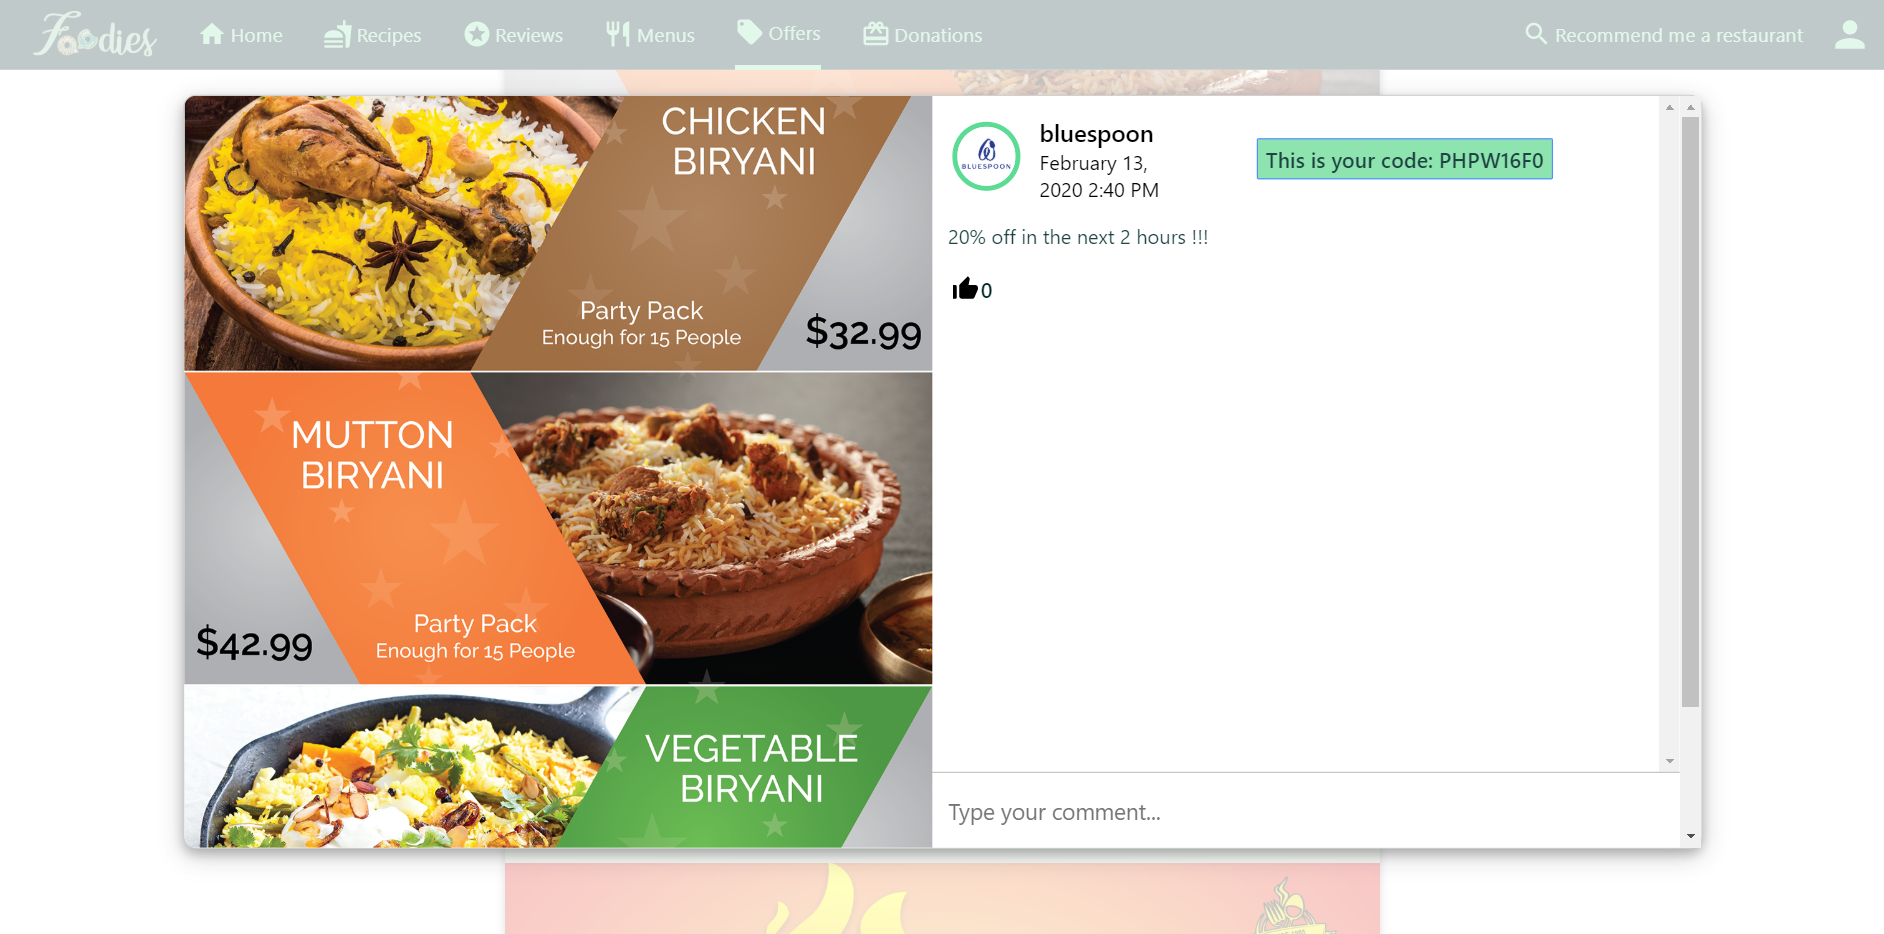 Foodies
Home
Recipes
Reviews
Menus
Offers
Donations
Recommend me a restaurant
CHICKEN
BIRYANI
Party Pack
Enough for 15 People
$32.99
MUTTON
BIRYANI
Party Pack
Enough for 15 People
$42.99
VEGETABLE
BIRYANI
BLUESPOON
bluespoon
February 13,
2020 2:40 PM
This is your code: PHPW16F0
20% off in the next 2 hours !!!
0
Type your comment...